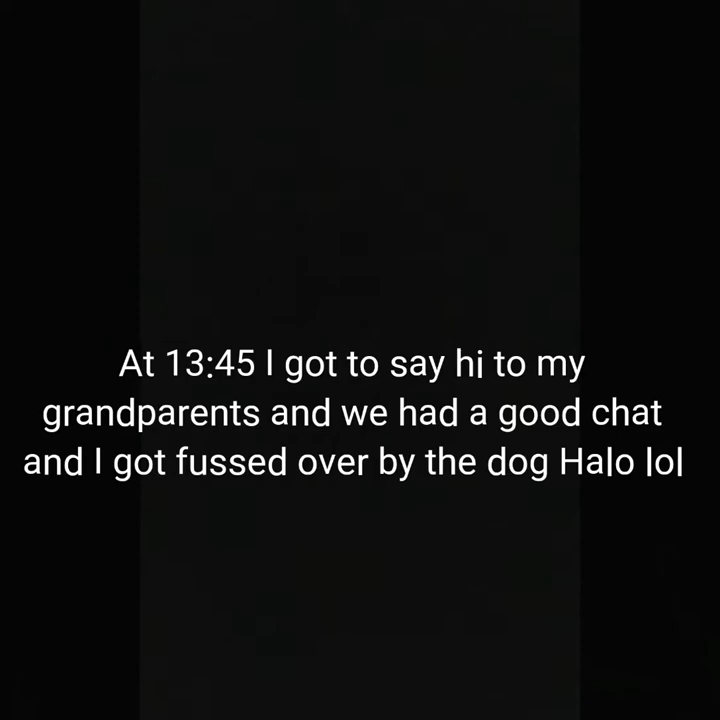 At 13:45 I got to say hi to my
grandparents and we had a good chat
and I got fussed over by the dog Halo lol